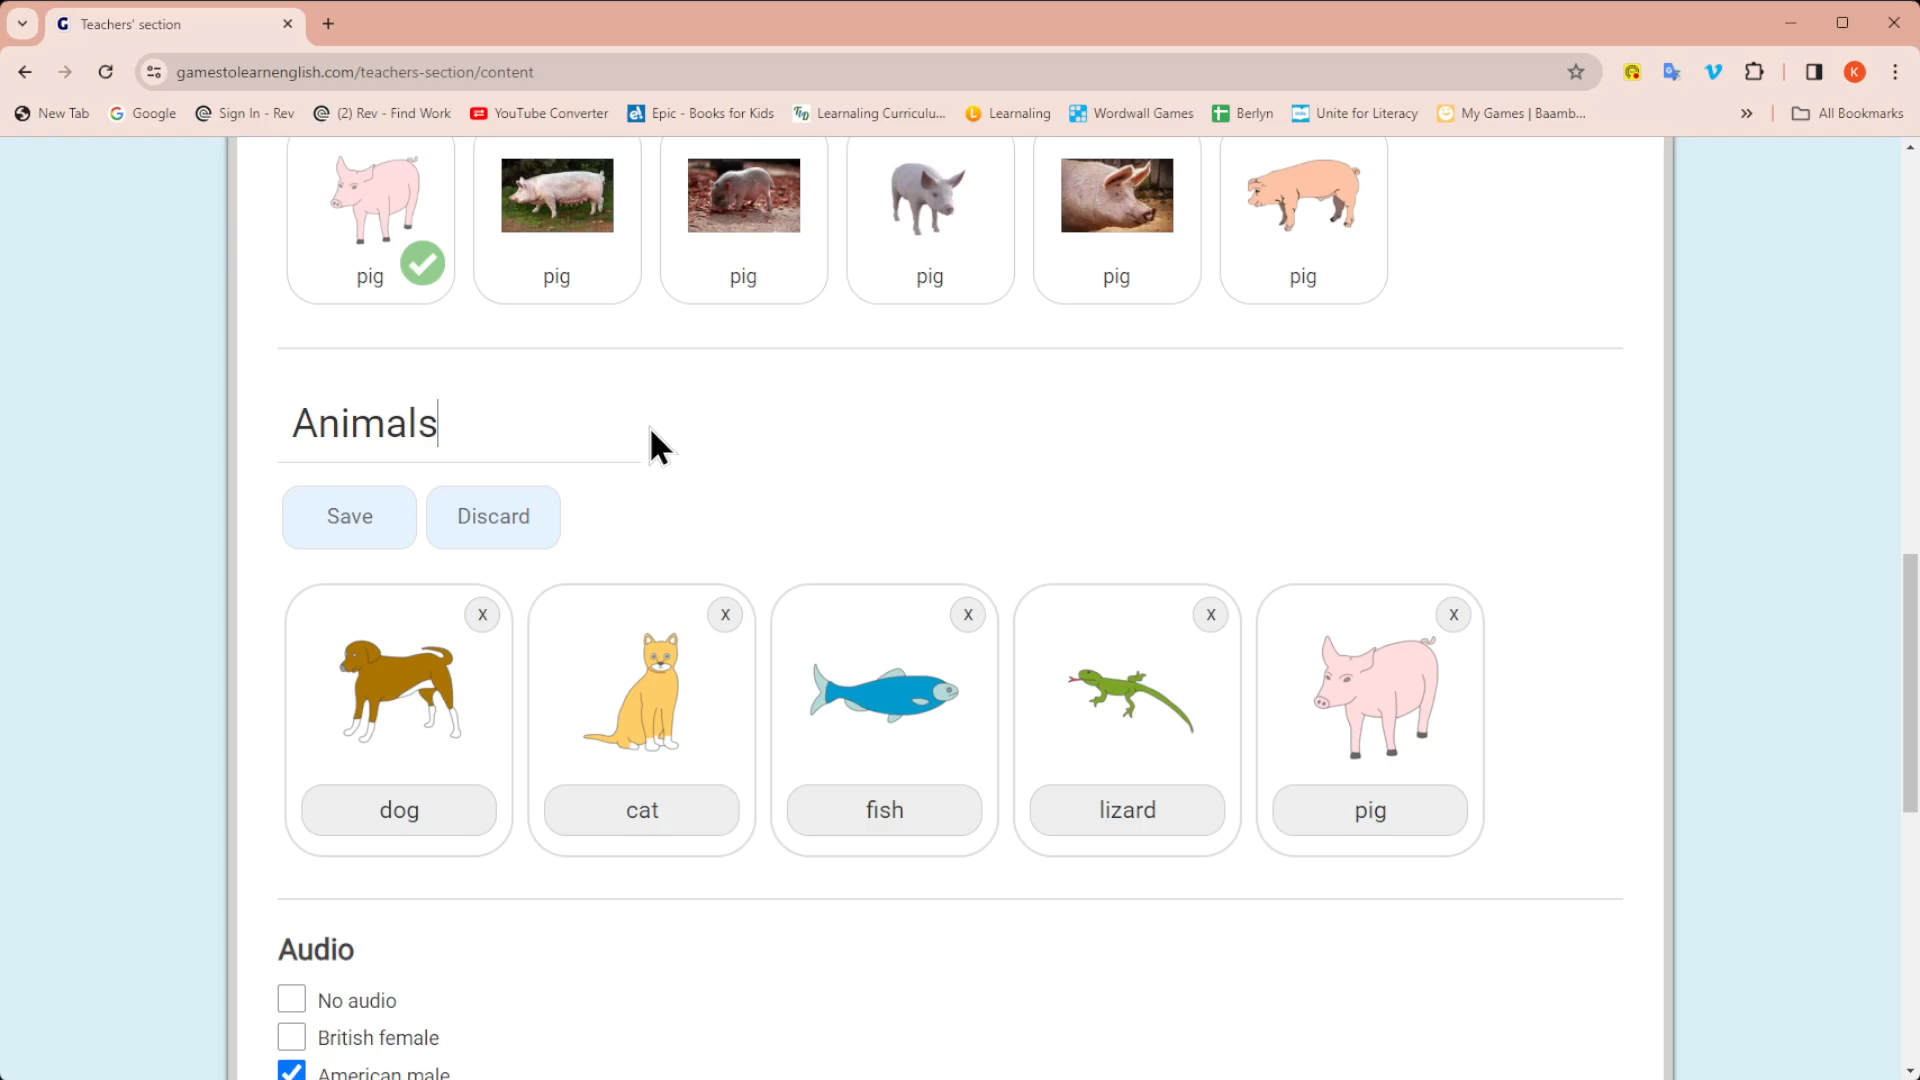 Teachers' section
gamestolearnenglish.com/teachers-section/content
K
New Tab
Google
Sign In - Rev
(2) Rev - Find Work
YouTube Converter
Epic - Books for Kids
Learnaling Curriculu...
Learnaling
Wordwall Games
Berlyn
Unite for Literacy
My Games | Baamb...
All Bookmarks
pig pig pig pig pig pig
Animals
Save Discard
X X X X X
dog cat fish lizard pig
Audio
No audio
British female
American male